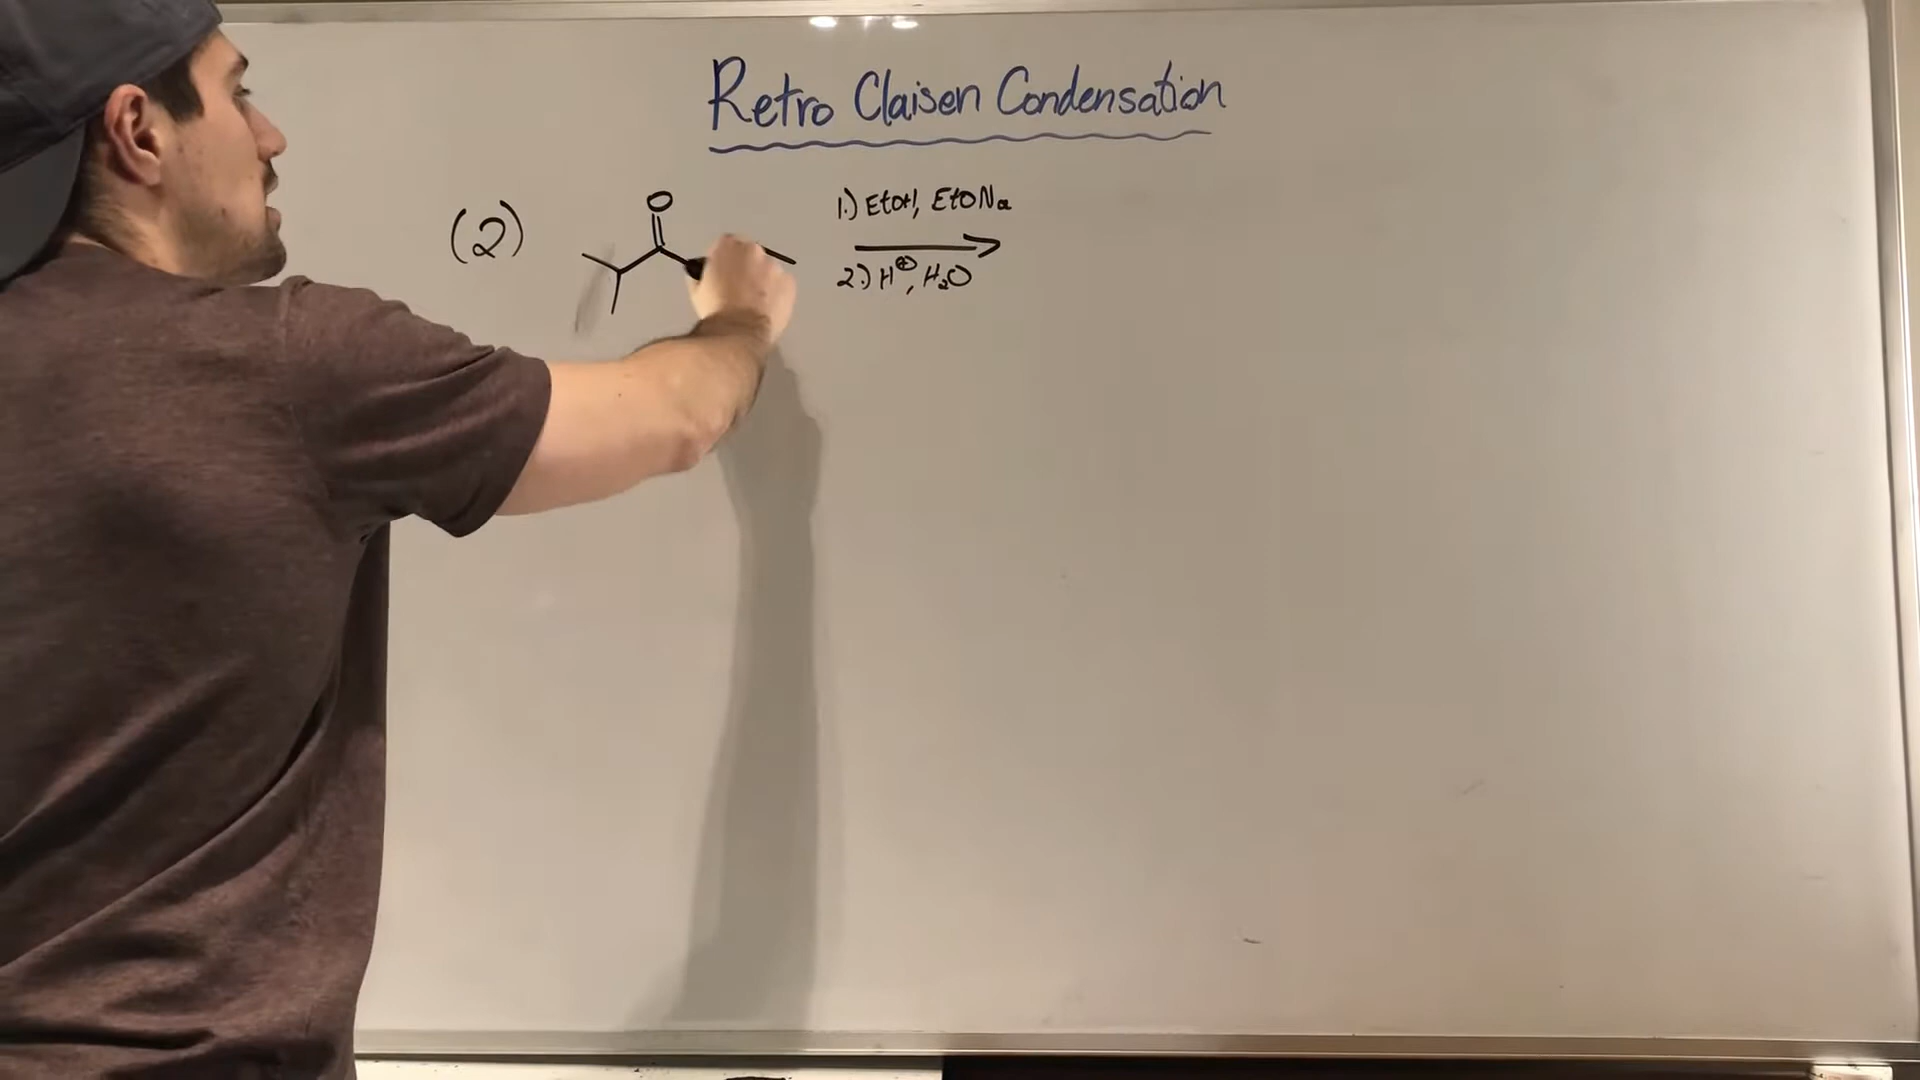 Retro Claisen Condensation
(2)
O
1.) EtOH, EtONa
2.) H⊕, H₂O